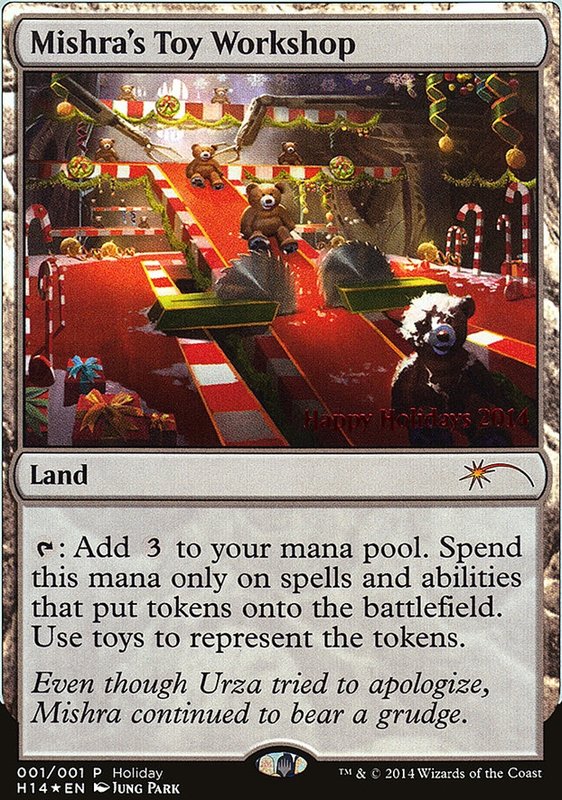 Mishra's Toy Workshop
Happy Holidays 2014
Land
: Add 3 to your mana pool. Spend
this mana only on spells and abilities
that put tokens onto the battlefield.
Use toys to represent the tokens.
Even though Urza tried to apologize,
Mishra continued to bear a grudge.
001/001 P Holiday
H14★EN Jung Park
™ & © 2014 Wizards of the Coast